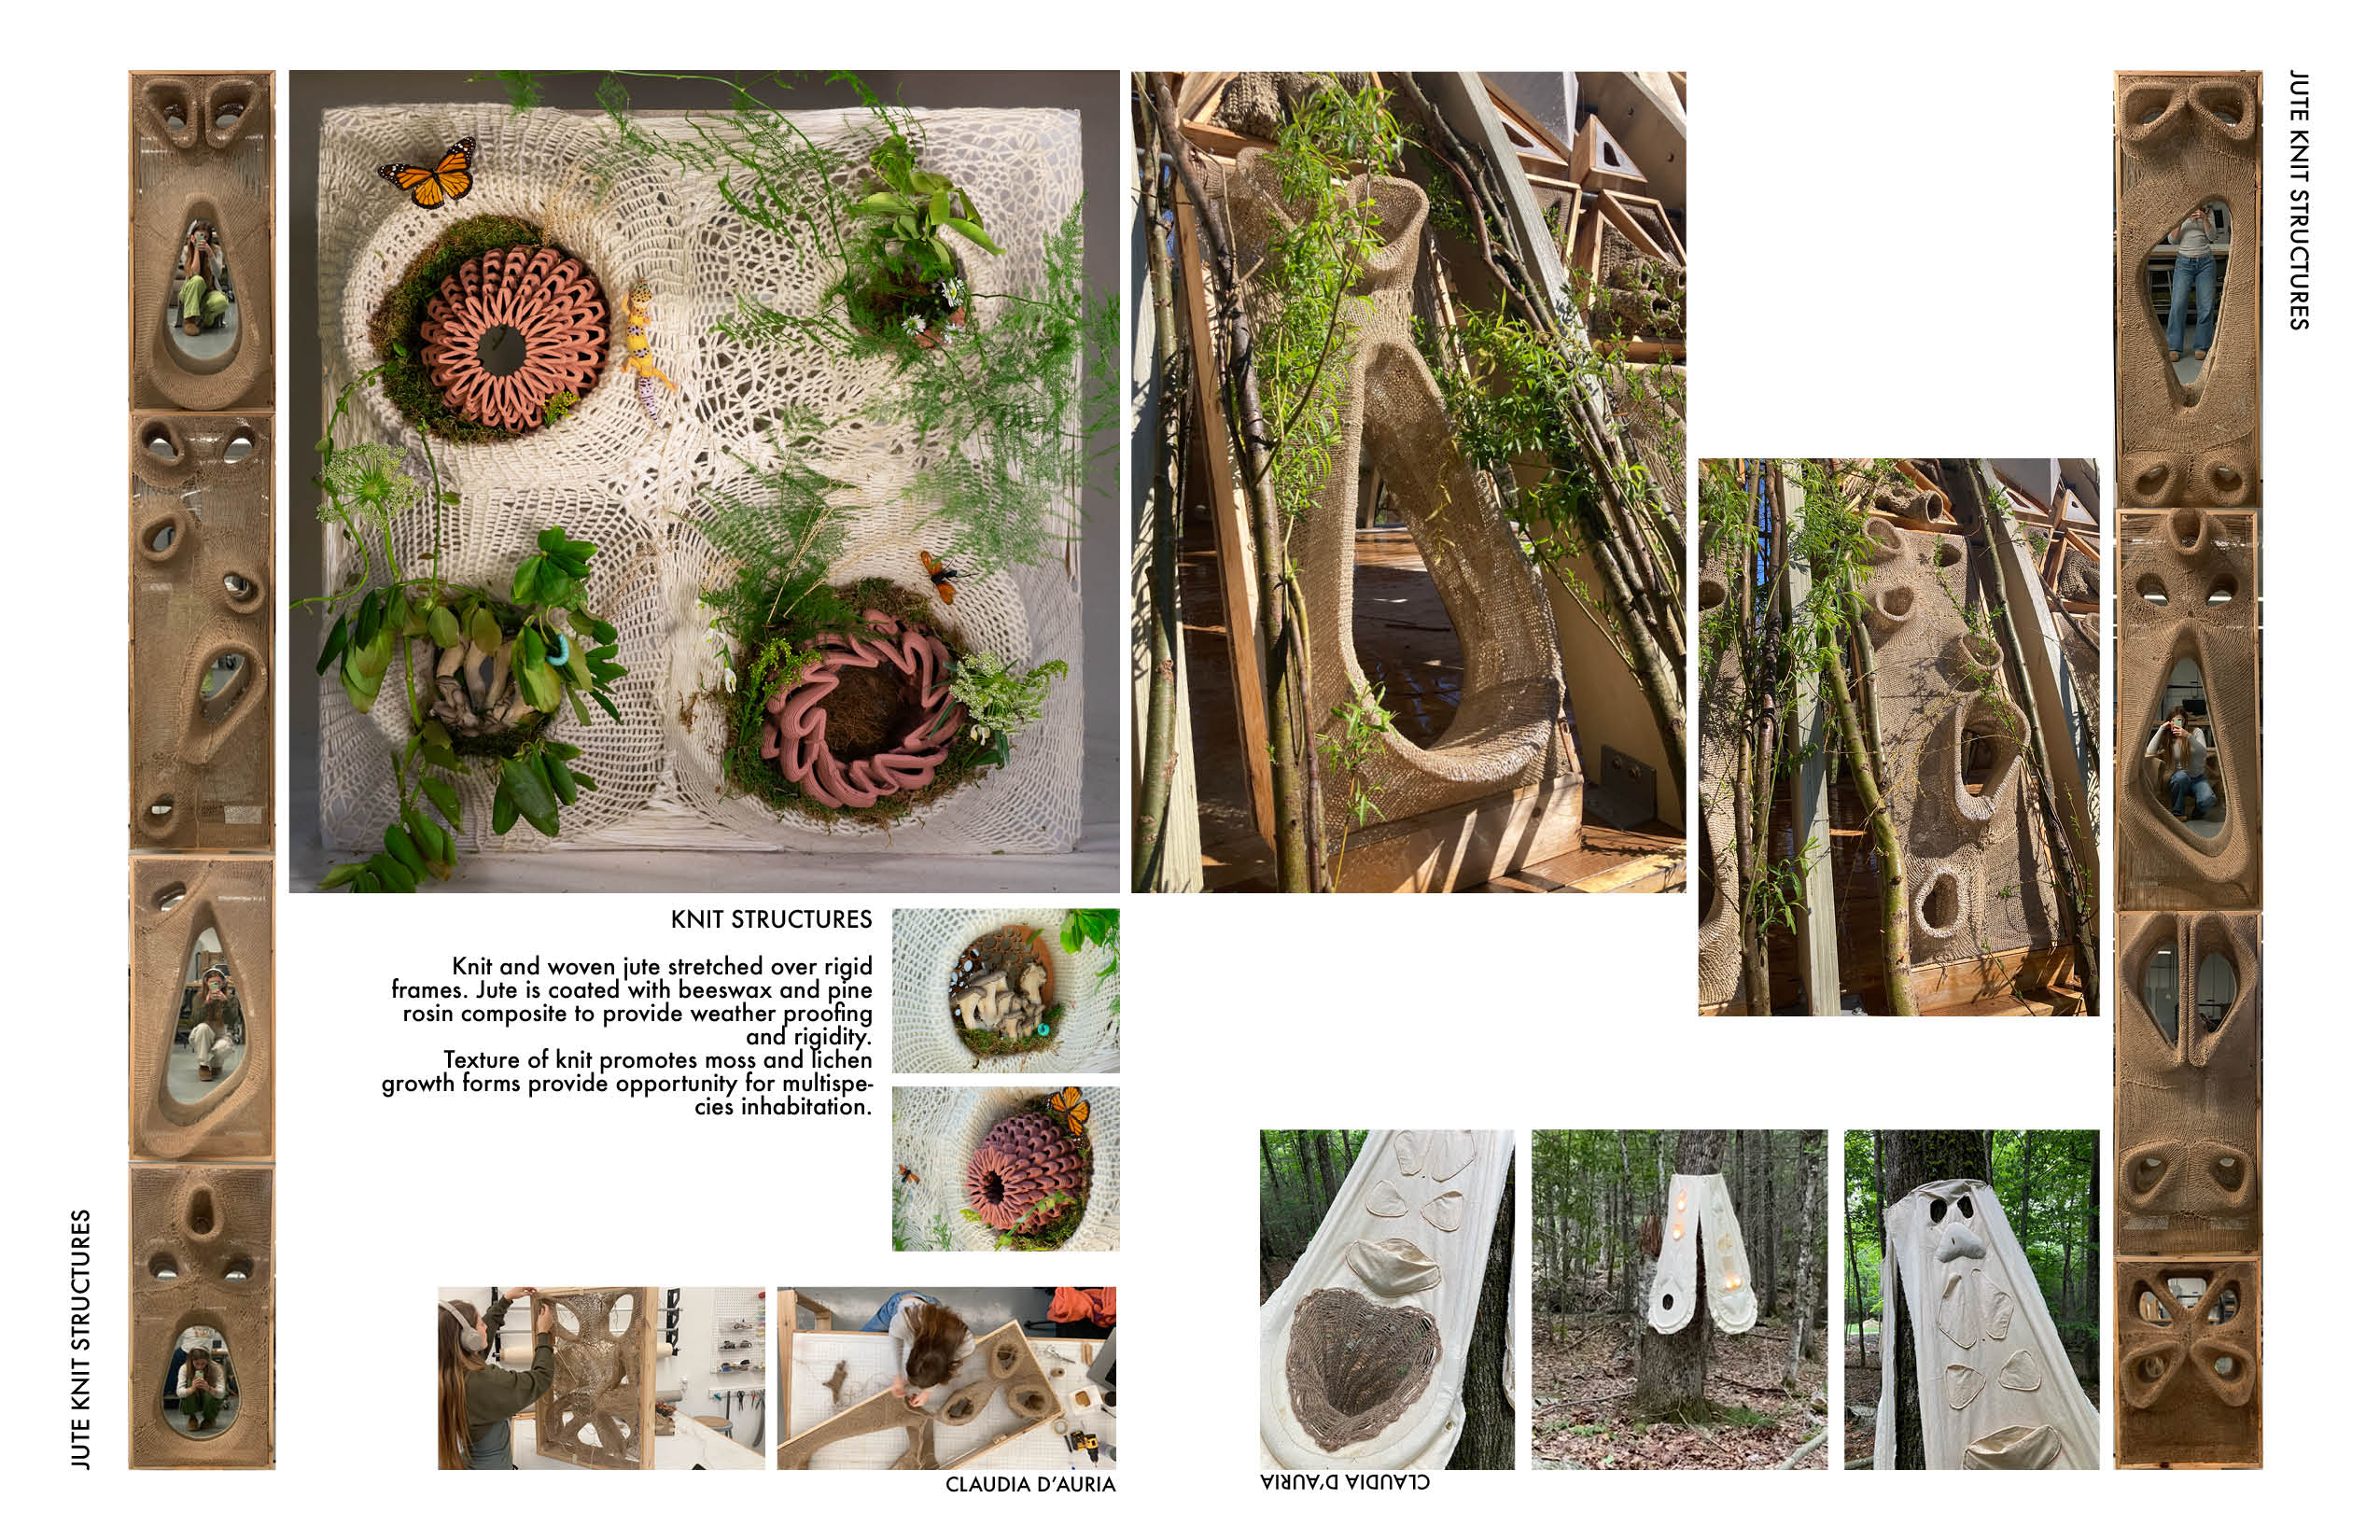 JUTE KNIT STRUCTURES
JUTE KNIT STRUCTURES
KNIT STRUCTURES
Knit and woven jute stretched over rigid
frames. Jute is coated with beeswax and pine
rosin composite to provide weather proofing
and rigidity.
Texture of knit promotes moss and lichen
growth forms provide opportunity for multispe-
cies inhabitation.
CLAUDIA D'AURIA
CLAUDIA D'AURIA